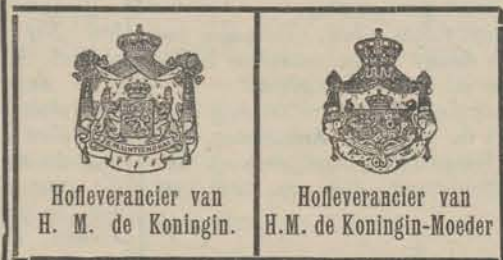 Hofleverancier van
H. M. de Koningin.
Hofleverancier van
H.M. de Koningin-Moeder